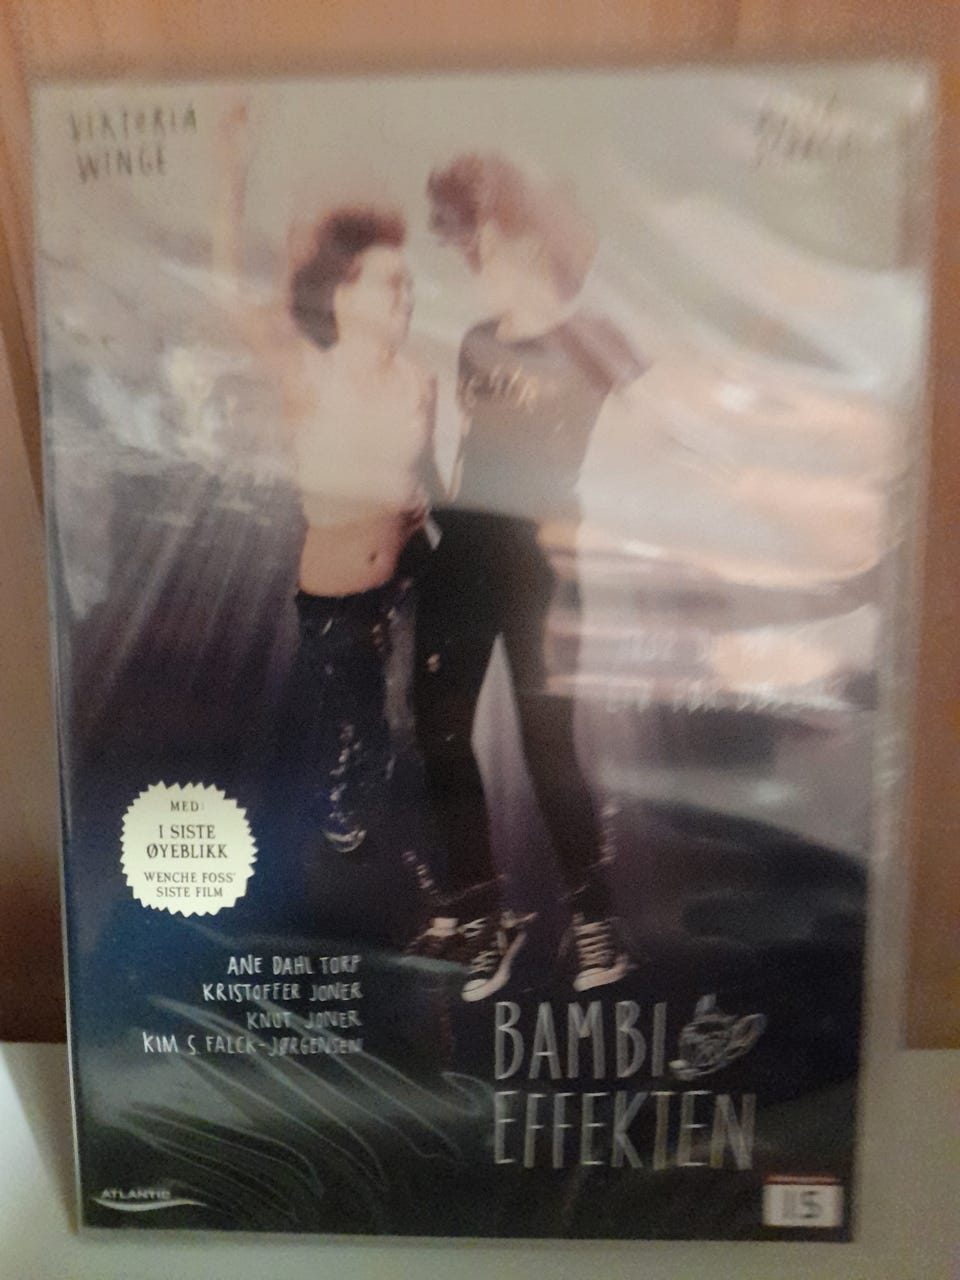 VIKTORIA
WINGE
MED:
I SISTE
ØYEBLIKK
WENCHE FOSS'
SISTE FILM
ANE DAHL TORP
KRISTOFFER JONER
KNUT JONER
KIM S. FALCK-JØRGENSEN
BAMBI
EFFEKTEN
ATLANTIC
15